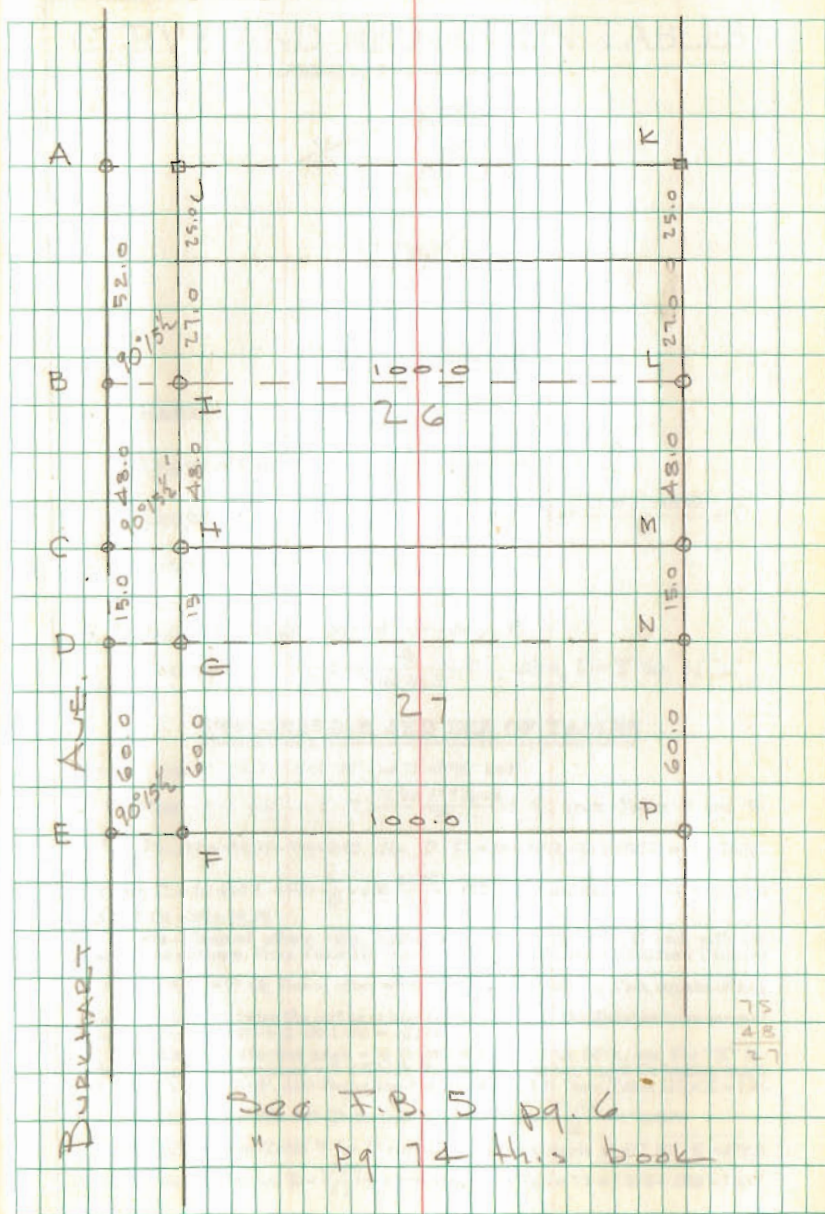 A
K
J
25.0
25.0
52.0
27.0
27.0
90°15½
B
H
100.0
L
26
48.0
48.0
48.0
90°15½
C
I
M
15.0
15
15.0
D
G
N
27
60.0
60.0
60.0
90°15½
E
F
100.0
P
BURKHART AVE.
75
48
27
See F.B. 5 pg. 6
" pg 74 this book